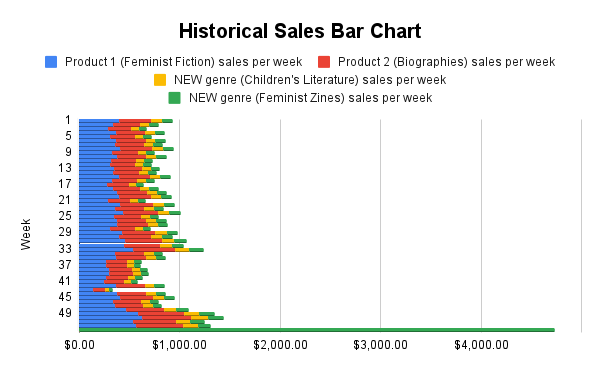 Historical Sales Bar Chart
Product 1 (Feminist Fiction) sales per week Product 2 (Biographies) sales per week
NEW genre (Children's Literature) sales per week
NEW genre (Feminist Zines) sales per week
Week
1
5
9
13
17
21
25
29
33
37
41
45
49
$0.00 $1,000.00 $2,000.00 $3,000.00 $4,000.00